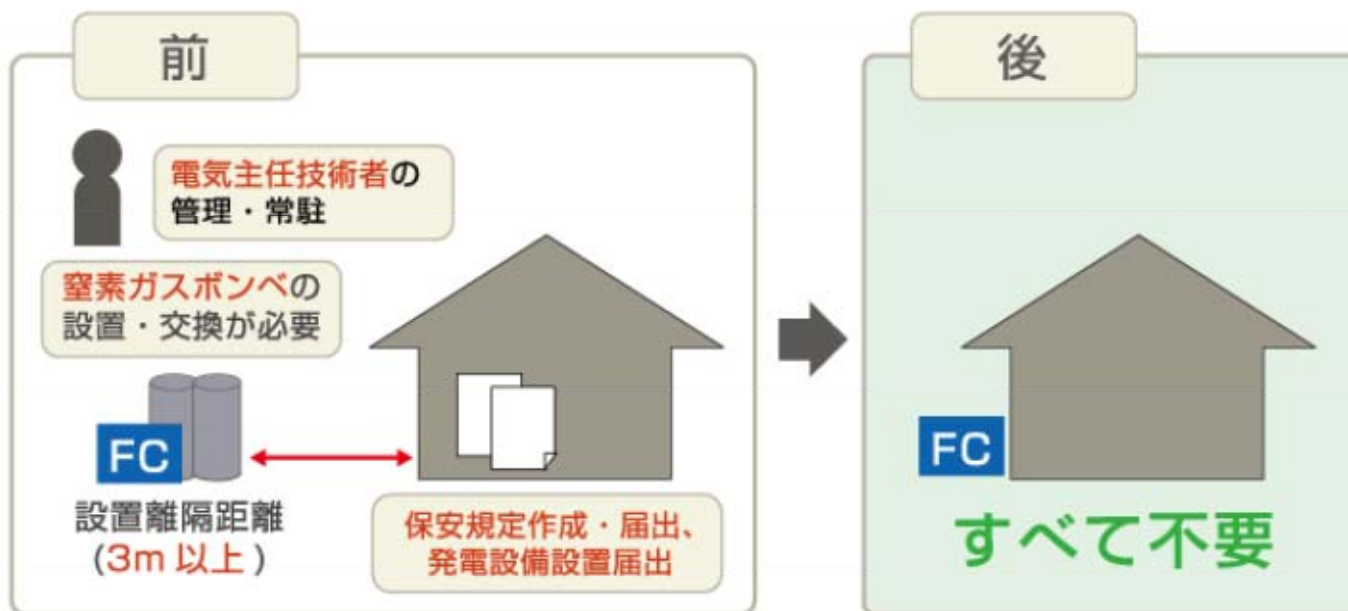 前
電気主任技術者の
管理・常駐
窒素ガスボンベの
設置・交換が必要
FC
設置離隔距離
(3m 以上)
保安規定作成・届出、
発電設備設置届出
後
FC
すべて不要